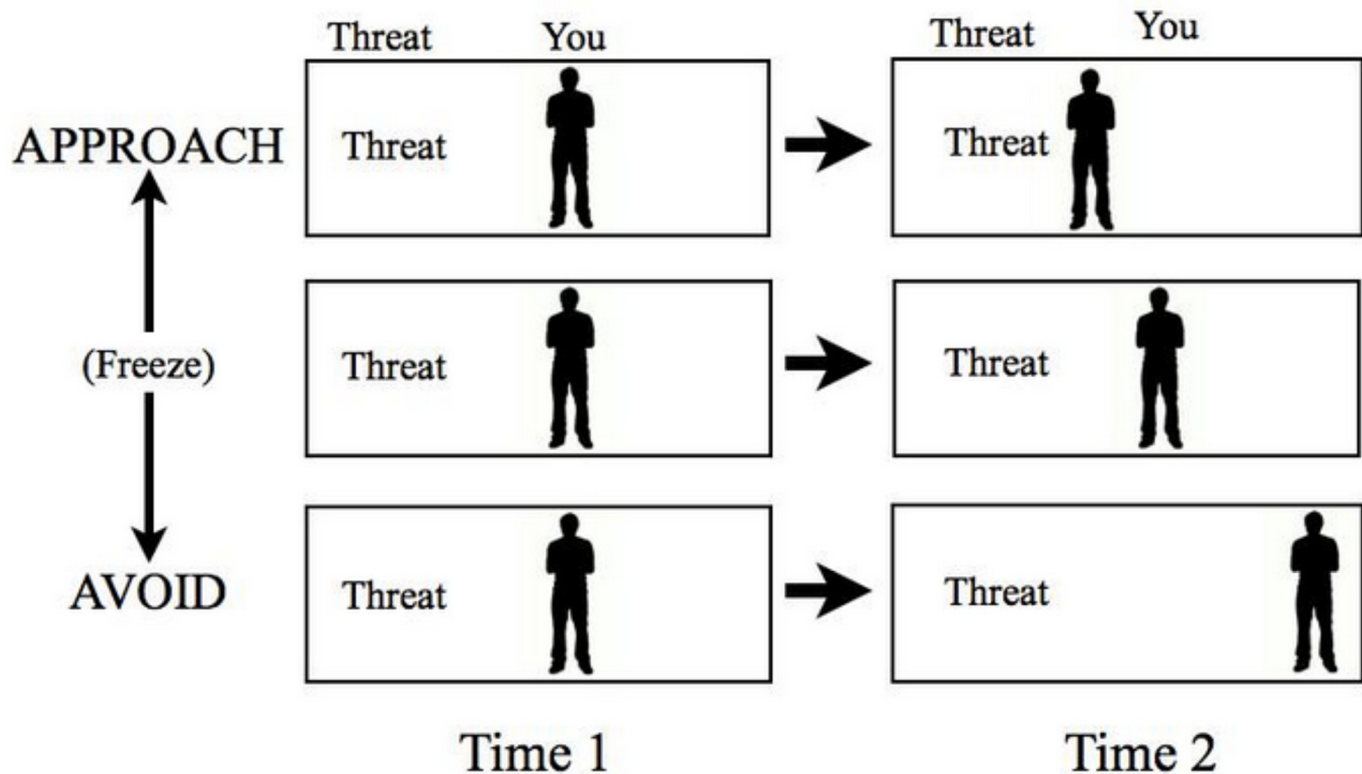 Threat You Threat You
APPROACH Threat Threat
(Freeze) Threat Threat
AVOID Threat Threat
Time 1 Time 2